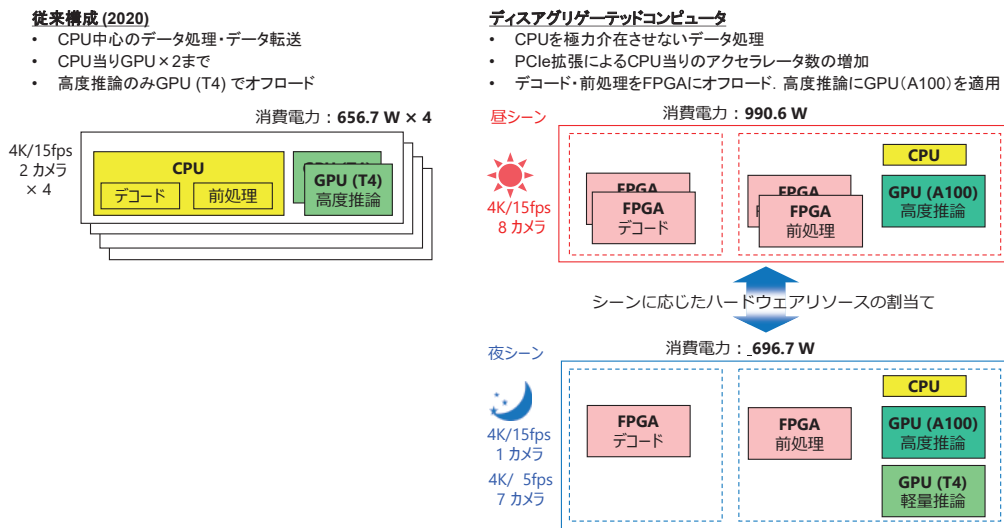 従来構成 (2020)
• CPU中心のデータ処理・データ転送
• CPU当りGPU×2まで
• 高度推論のみGPU (T4) でオフロード
消費電力：656.7 W × 4
4K/15fps
2 カメラ
× 4
CPU
デコード
前処理
GPU (T4)
高度推論
ディスアグリゲーテッドコンピュータ
• CPUを極力介在させないデータ処理
• PCIe拡張によるCPU当りのアクセラレータ数の増加
• デコード・前処理をFPGAにオフロード．高度推論にGPU（A100）を適用
昼シーン
消費電力：990.6 W
4K/15fps
8 カメラ
FPGA
FPGA
デコード
FPGA
FPGA
前処理
CPU
GPU (A100)
高度推論
シーンに応じたハードウェアリソースの割当て
夜シーン
消費電力：696.7 W
4K/15fps
1 カメラ
4K/ 5fps
7 カメラ
FPGA
デコード
FPGA
前処理
CPU
GPU (A100)
高度推論
GPU (T4)
軽量推論